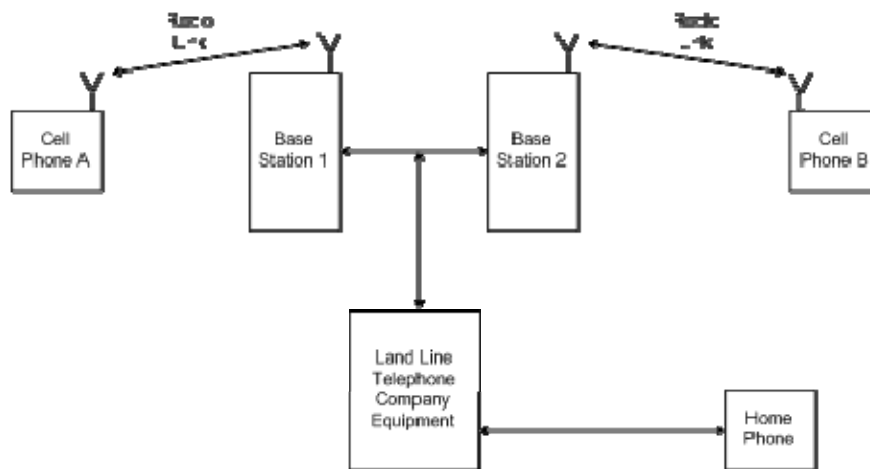 Cell
Phone A
Base
Station 1
Base
Station 2
Cell
Phone B
Land Line
Telephone
Company
Equipment
Home
Phone